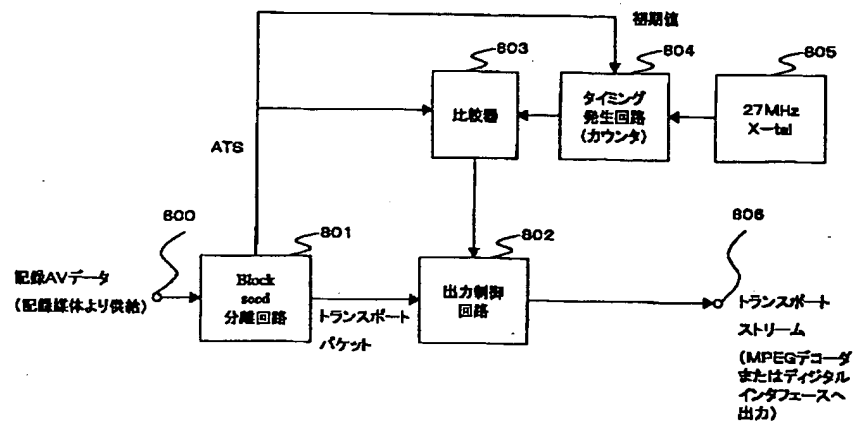 初期値
803
804
805
比較器
タイミング
発生回路
(カウンタ)
27MHz
X-tal
ATS
800
801
802
806
記録AVデータ
(記録媒体より供給)
Block
seed
分離回路
トランスポート
パケット
出力制御
回路
トランスポート
ストリーム
(MPEGデコーダ
またはディジタル
インタフェースへ
出力)